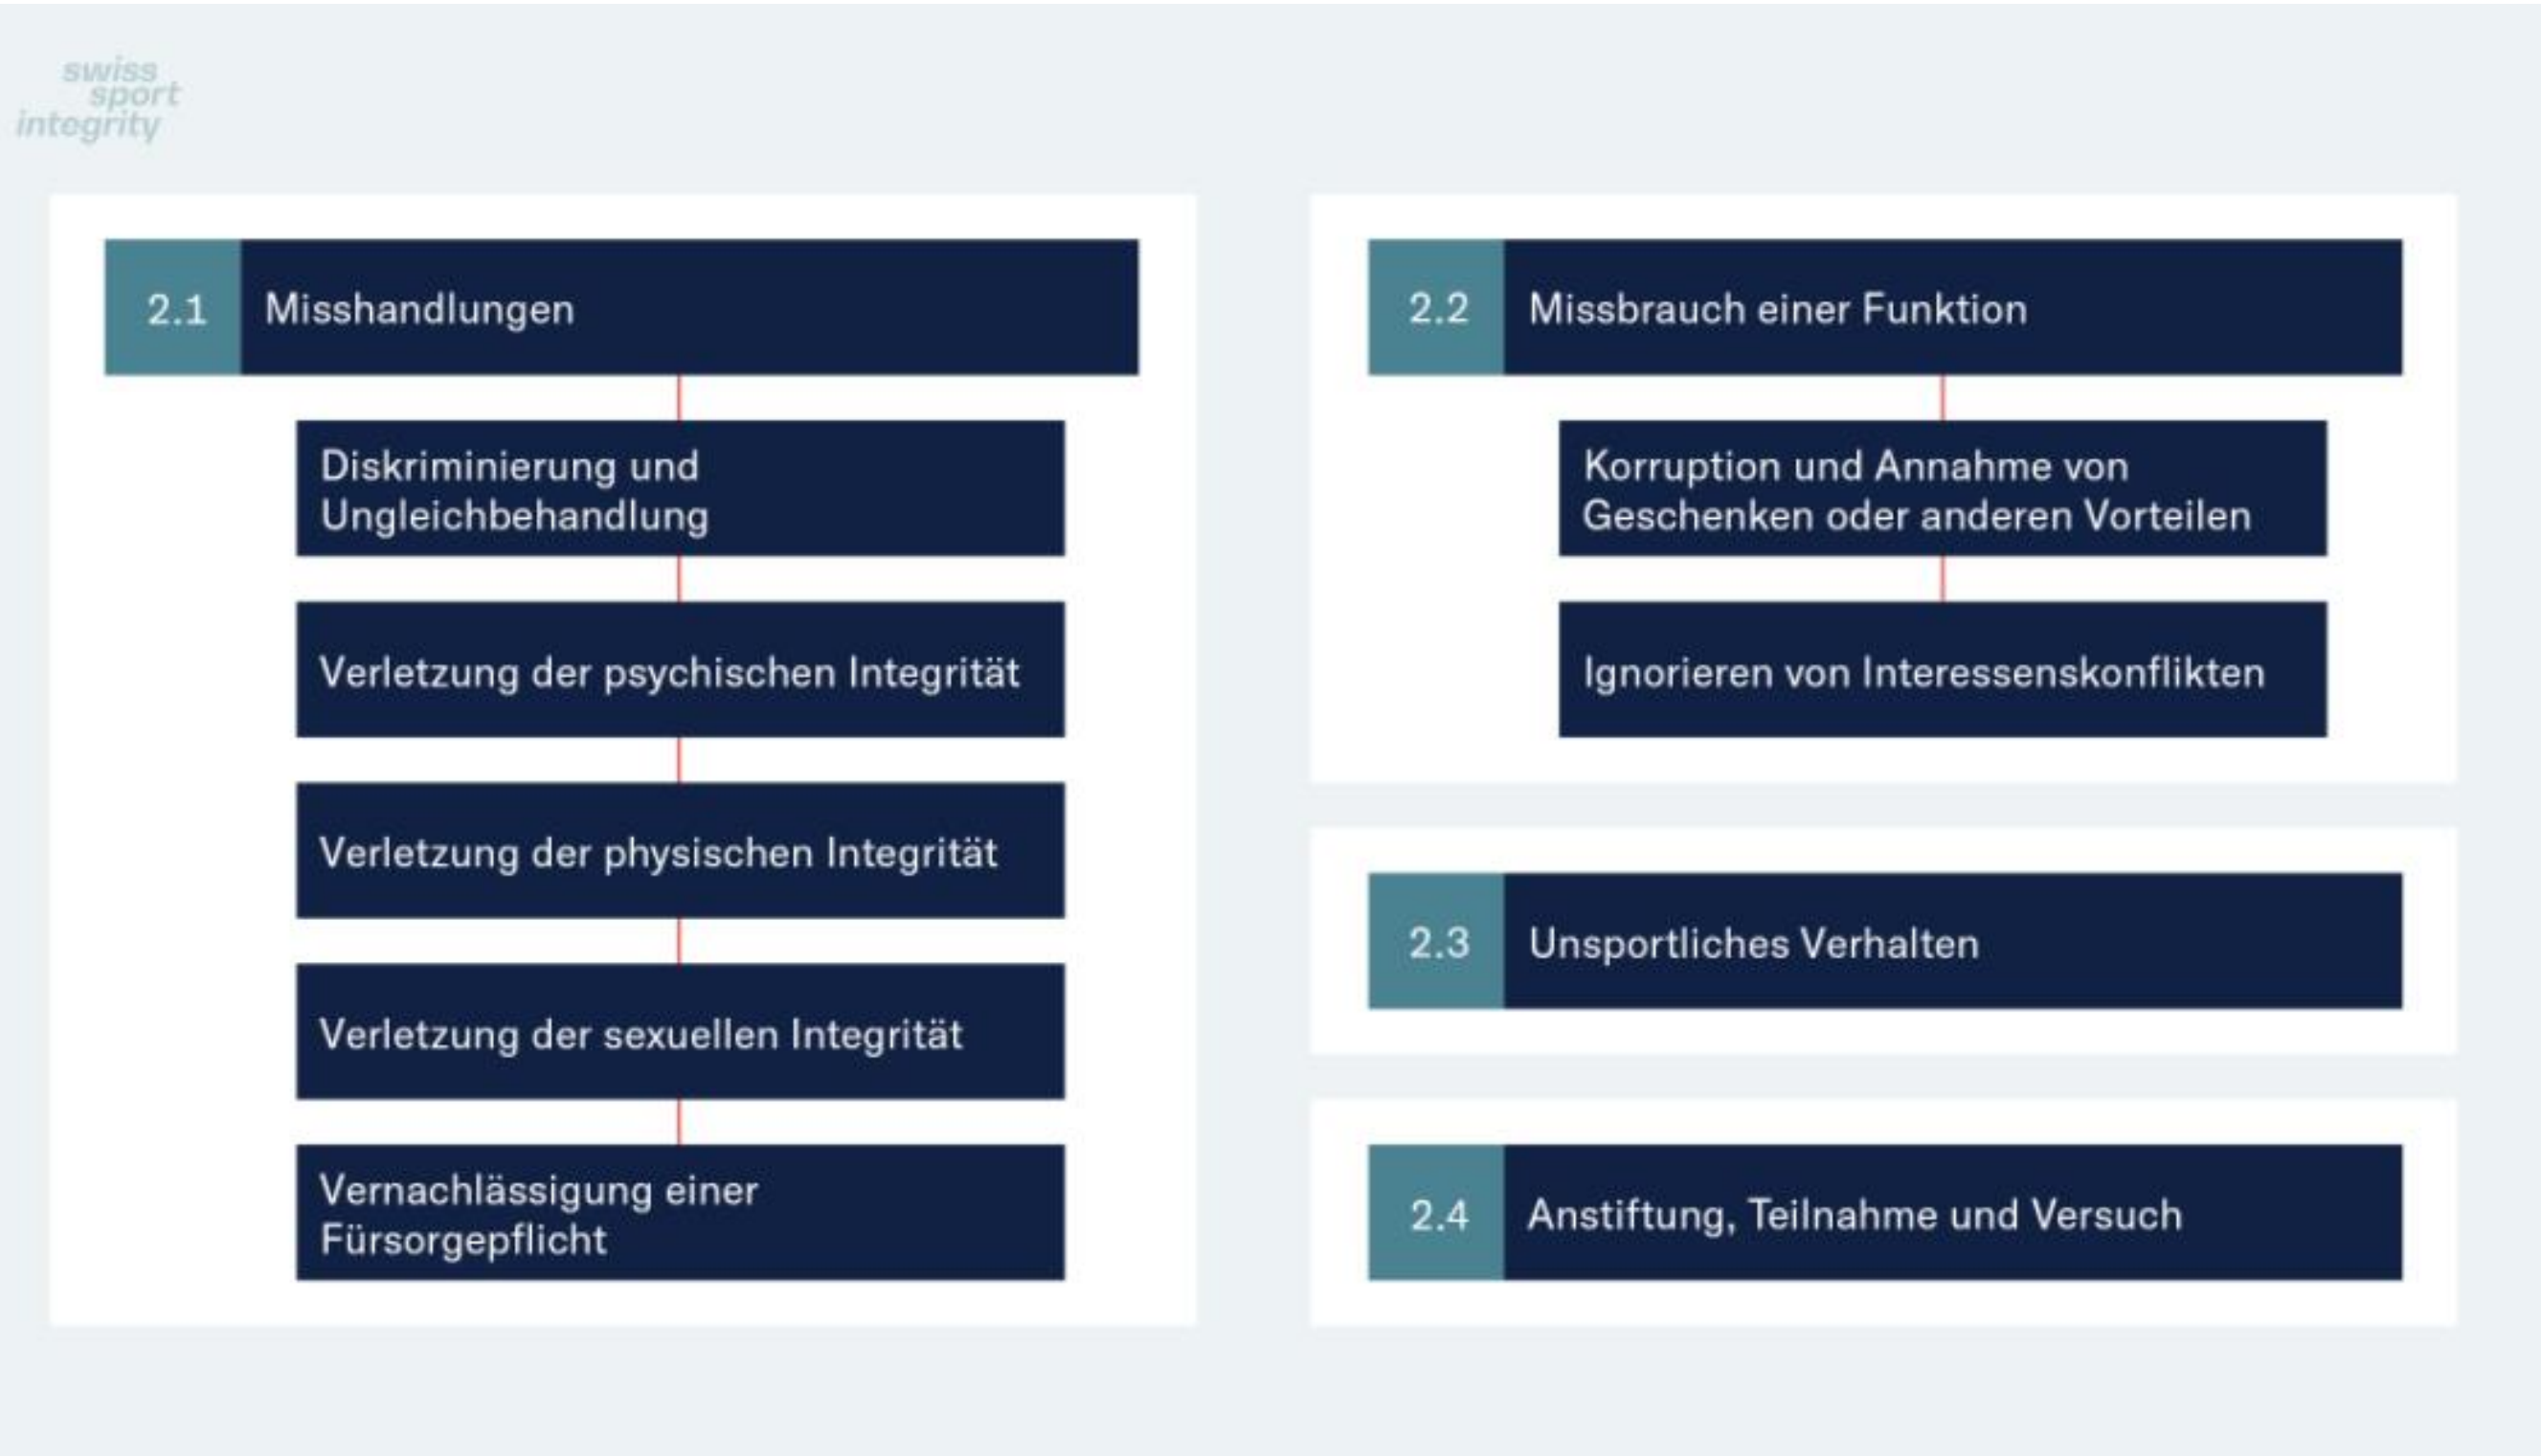 swiss
sport
integrity
2.1 Misshandlungen
Diskriminierung und
Ungleichbehandlung
Verletzung der psychischen Integrität
Verletzung der physischen Integrität
Verletzung der sexuellen Integrität
Vernachlässigung einer
Fürsorgepflicht
2.2 Missbrauch einer Funktion
Korruption und Annahme von
Geschenken oder anderen Vorteilen
Ignorieren von Interessenskonflikten
2.3 Unsportliches Verhalten
2.4 Anstiftung, Teilnahme und Versuch